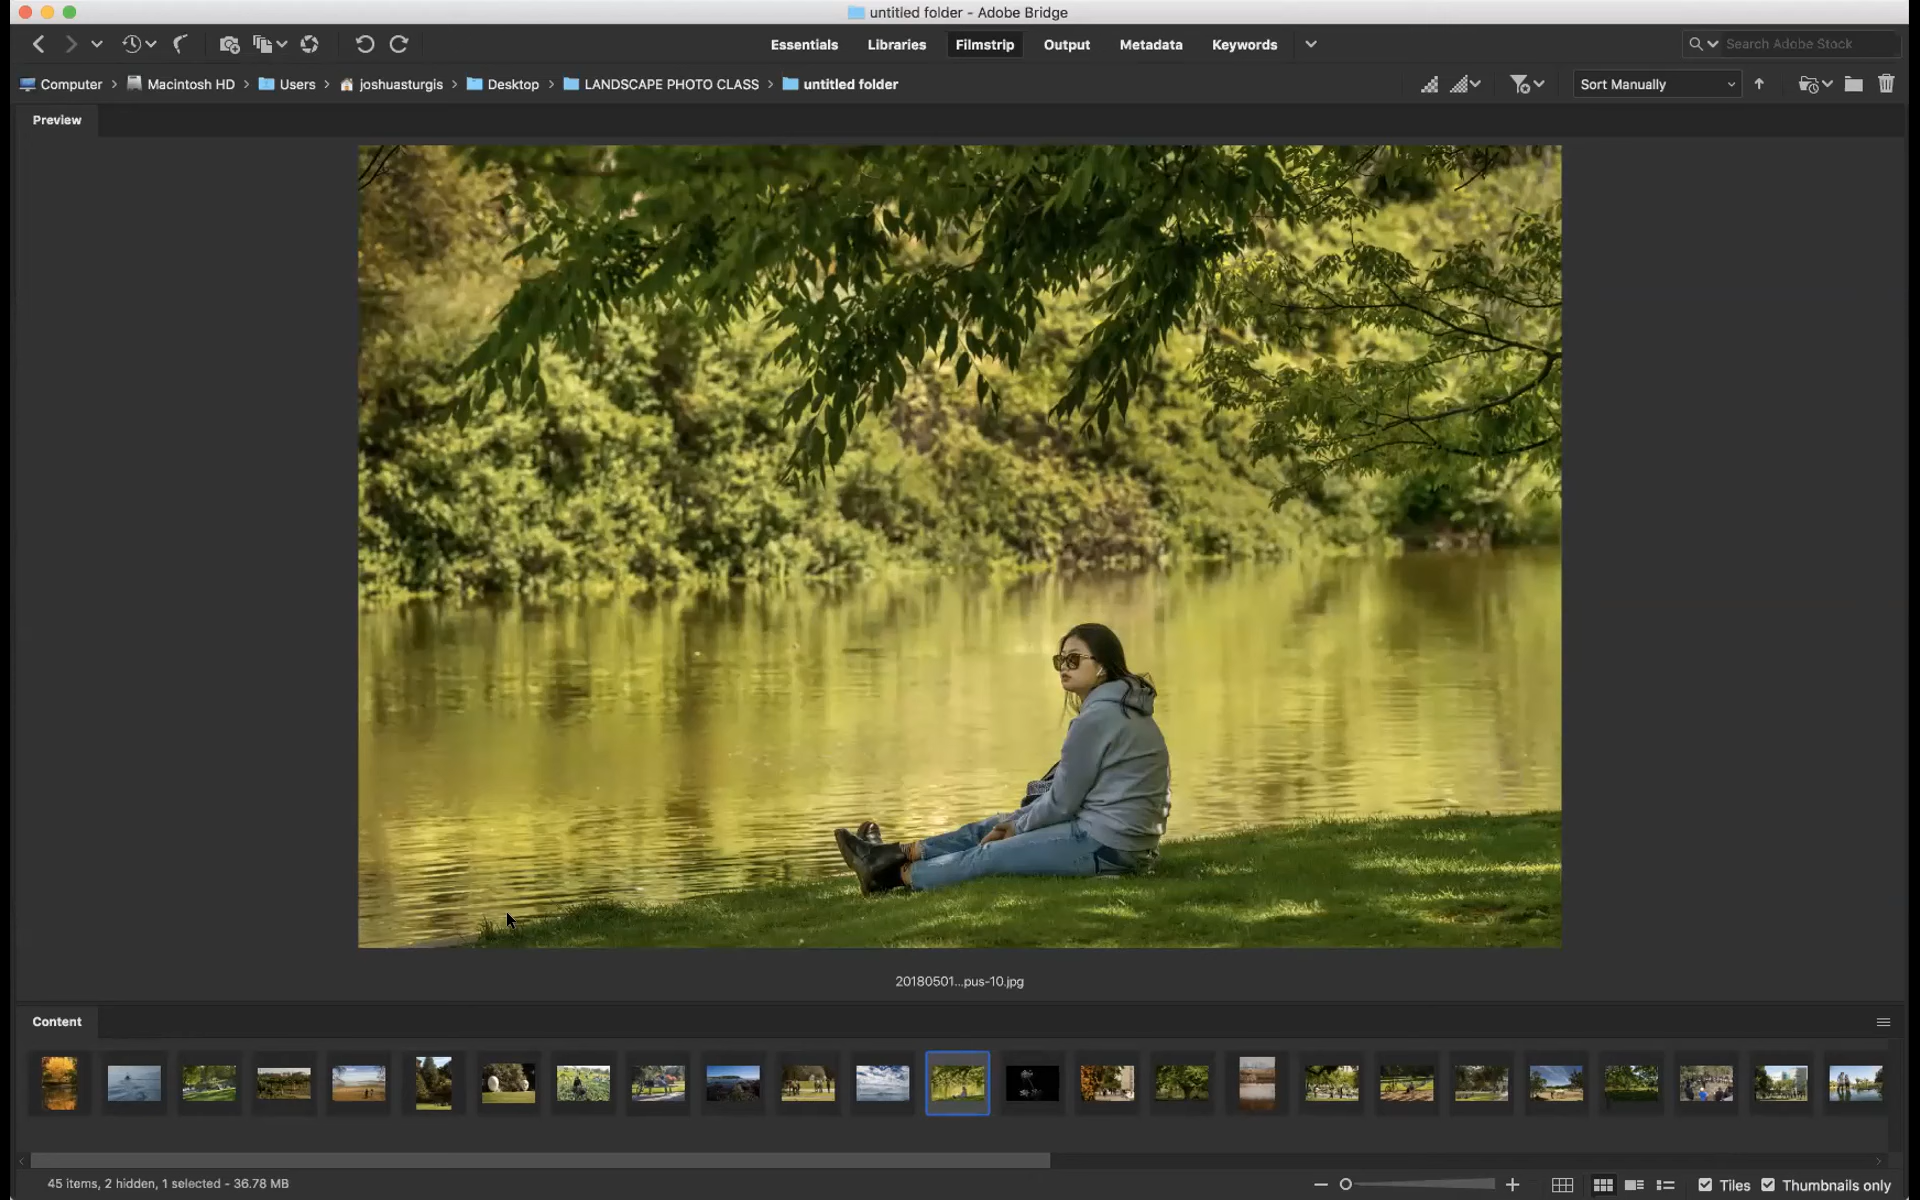 untitled folder - Adobe Bridge
Essentials Libraries Filmstrip Output Metadata Keywords Search Adobe Stock
Computer Macintosh HD Users joshuasturgis Desktop LANDSCAPE PHOTO CLASS untitled folder Sort Manually
Preview
20180501...pus-10.jpg
Content
45 items, 2 hidden, 1 selected - 36.78 MB Tiles Thumbnails only